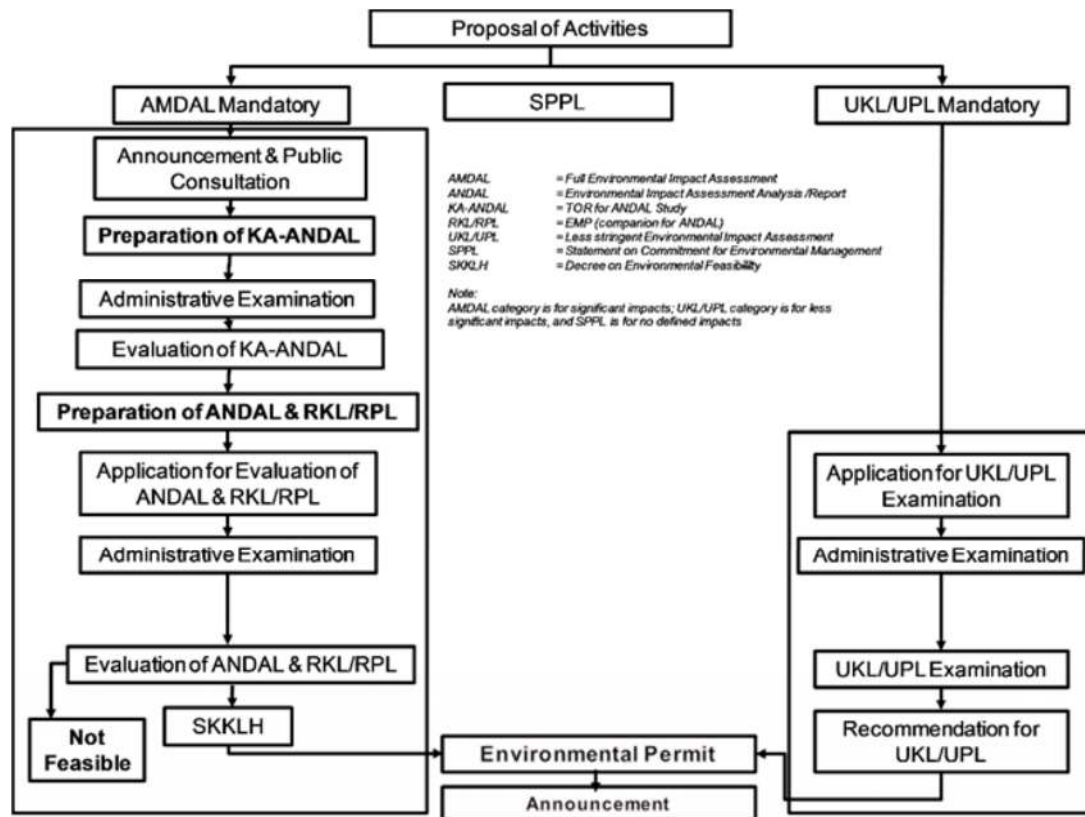 Proposal of Activities
AMDAL Mandatory
SPPL
UKL/UPL Mandatory
Announcement & Public
Consultation
Preparation of KA-ANDAL
Administrative Examination
Evaluation of KA-ANDAL
Preparation of ANDAL & RKL/RPL
Application for Evaluation of
ANDAL & RKL/RPL
Administrative Examination
Evaluation of ANDAL & RKL/RPL
Not
Feasible
SKKLH
AMDAL = Full Environmental Impact Assessment
ANDAL = Environmental Impact Assessment Analysis /Report
KA-ANDAL = TOR for ANDAL Study
RKL/RPL = EMP (companion for ANDAL)
UKL/UPL = Less stringent Environmental Impact Assessment
SPPL = Statement on Commitment for Environmental Management
SKKLH = Decree on Environmental Feasibility
Note:
AMDAL category is for significant impacts; UKL/UPL category is for less
significant impacts, and SPPL is for no defined impacts
Application for UKL/UPL
Examination
Administrative Examination
UKL/UPL Examination
Recommendation for
UKL/UPL
Environmental Permit
Announcement